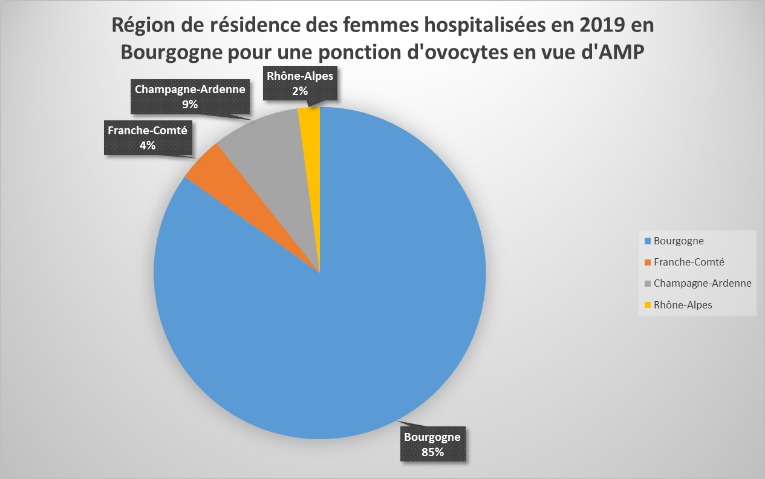 Région de résidence des femmes hospitalisées en 2019 en
Bourgogne pour une ponction d'ovocytes en vue d'AMP
Rhône-Alpes
2%
Champagne-Ardenne
9%
Franche-Comté
4%
Bourgogne
Franche-Comté
Champagne-Ardenne
Rhône-Alpes
Bourgogne
85%